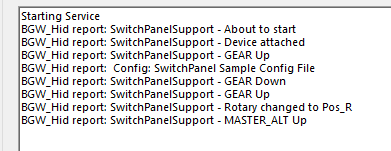 Starting Service
BGW_Hid report: SwitchPanelSupport - About to start
BGW_Hid report: SwitchPanelSupport - Device attached
BGW_Hid report: SwitchPanelSupport - GEAR Up
BGW_Hid report:  Config: SwitchPanel Sample Config File
BGW_Hid report: SwitchPanelSupport - GEAR Down
BGW_Hid report: SwitchPanelSupport - GEAR Up
BGW_Hid report: SwitchPanelSupport - Rotary changed to Pos_R
BGW_Hid report: SwitchPanelSupport - MASTER_ALT Up